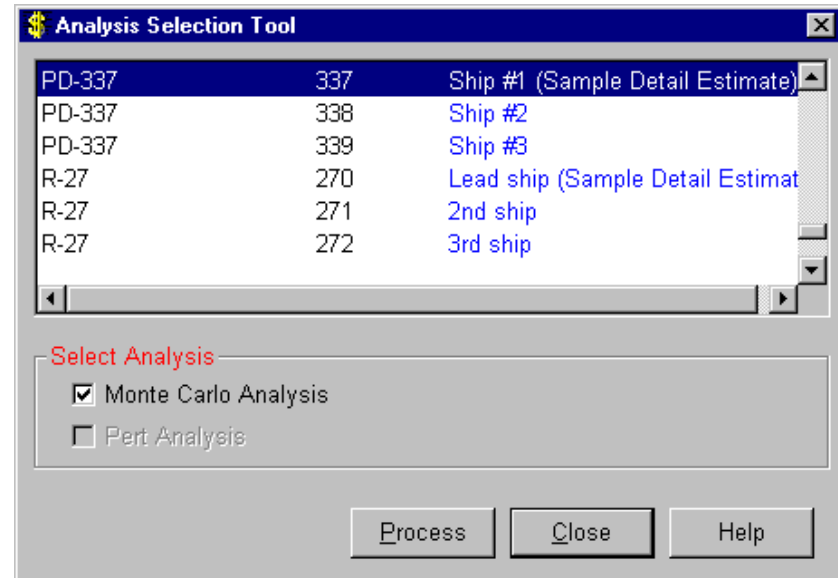 Analysis Selection Tool
PD-337 337 Ship #1 (Sample Detail Estimate)
PD-337 338 Ship #2
PD-337 339 Ship #3
R-27 270 Lead ship (Sample Detail Estimat
R-27 271 2nd ship
R-27 272 3rd ship
Select Analysis
Monte Carlo Analysis
Pert Analysis
Process Close Help